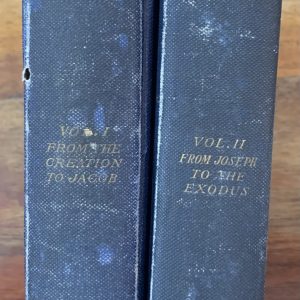 VOL. I
FROM THE
CREATION
TO JACOB
VOL. II
FROM JOSEPH
TO THE
EXODUS